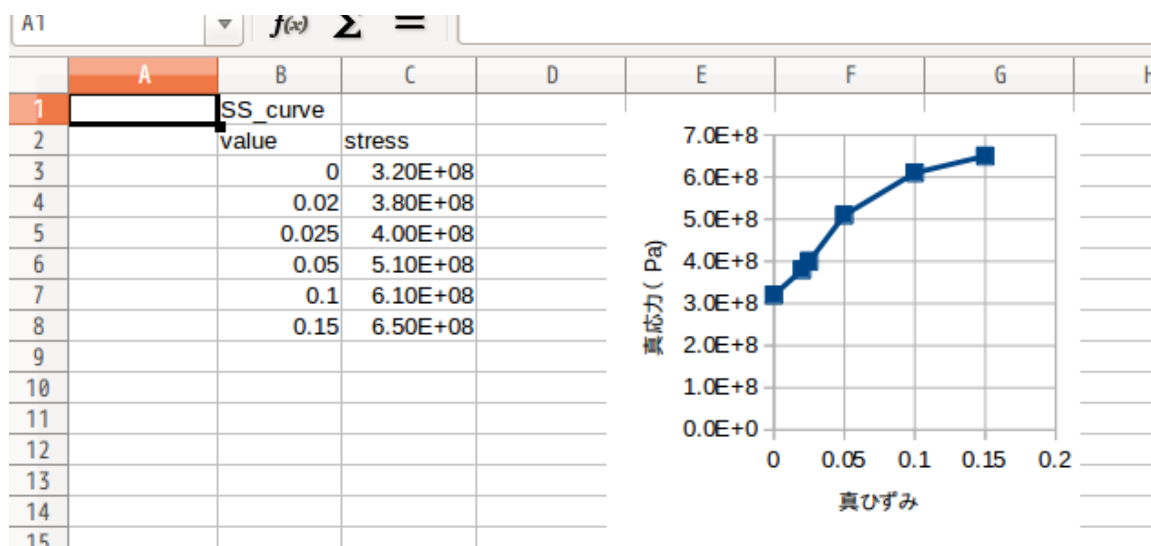 A1 f(x) Σ =
A B C D E F G H
1 SS_curve
2 value stress
3 0 3.20E+08
4 0.02 3.80E+08
5 0.025 4.00E+08
6 0.05 5.10E+08
7 0.1 6.10E+08
8 0.15 6.50E+08
9
10
11
12
13
14
15
7.0E+8
6.0E+8
5.0E+8
4.0E+8
3.0E+8
2.0E+8
1.0E+8
0.0E+0
真応力( Pa)
0 0.05 0.1 0.15 0.2
真ひずみ